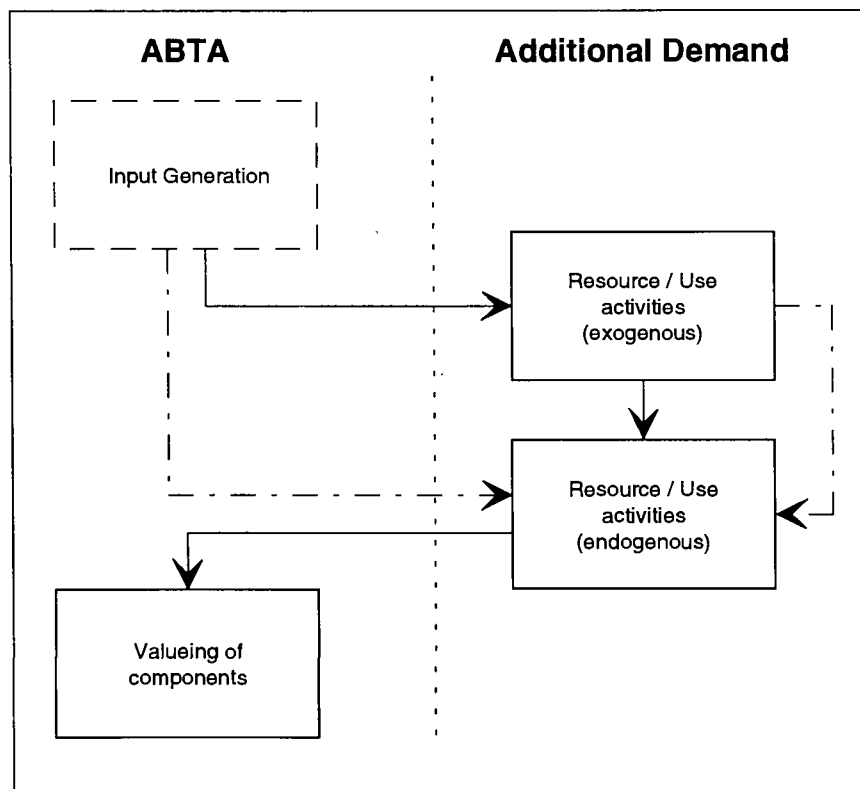 ABTA
Additional Demand
Input Generation
Resource / Use
activities
(exogenous)
Resource / Use
activities
(endogenous)
Valueing of
components